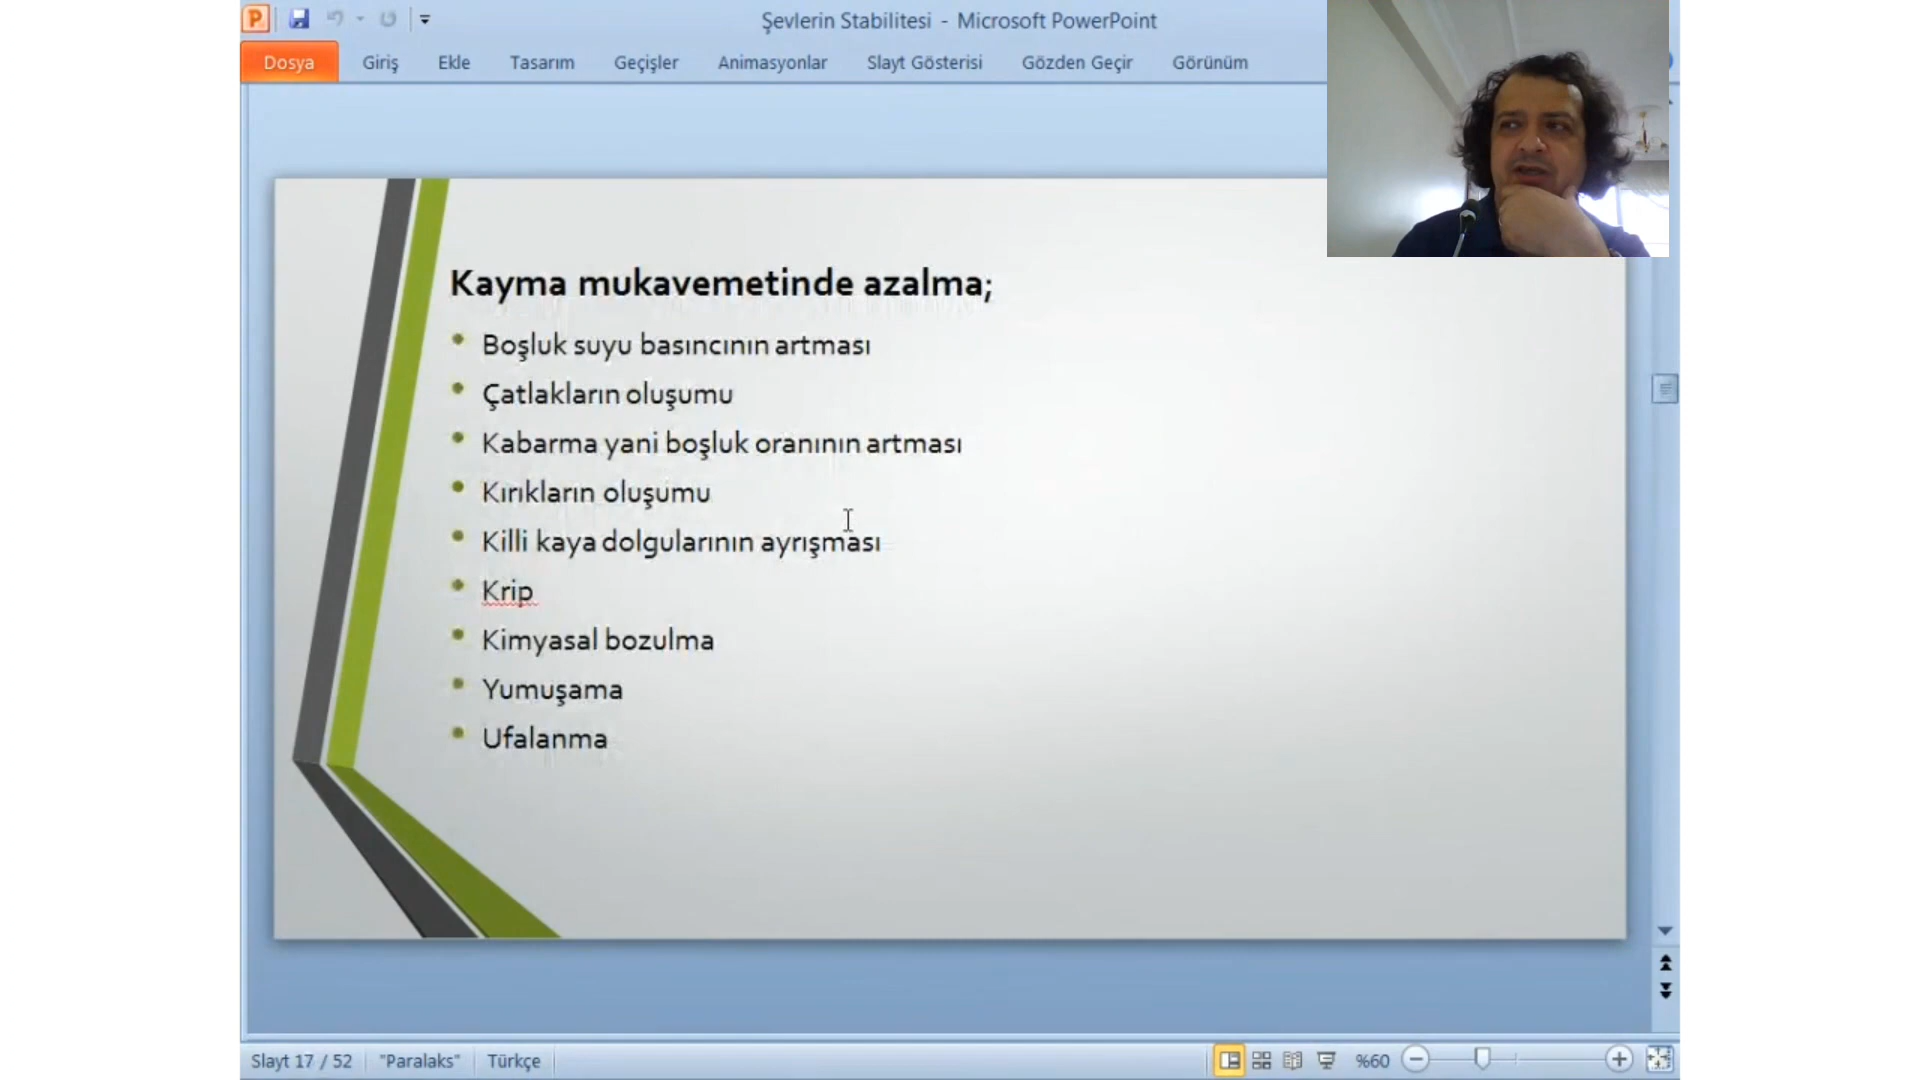 Şevlerin Stabilitesi - Microsoft PowerPoint
Dosya Giriş Ekle Tasarım Geçişler Animasyonlar Slayt Gösterisi Gözden Geçir Görünüm
Kayma mukavemetinde azalma;
• Boşluk suyu basıncının artması
• Çatlakların oluşumu
• Kabarma yani boşluk oranının artması
• Kırıkların oluşumu
• Killi kaya dolgularının ayrışması
• Krip
• Kimyasal bozulma
• Yumuşama
• Ufalanma
Slayt 17 / 52 "Paralaks" Türkçe %60